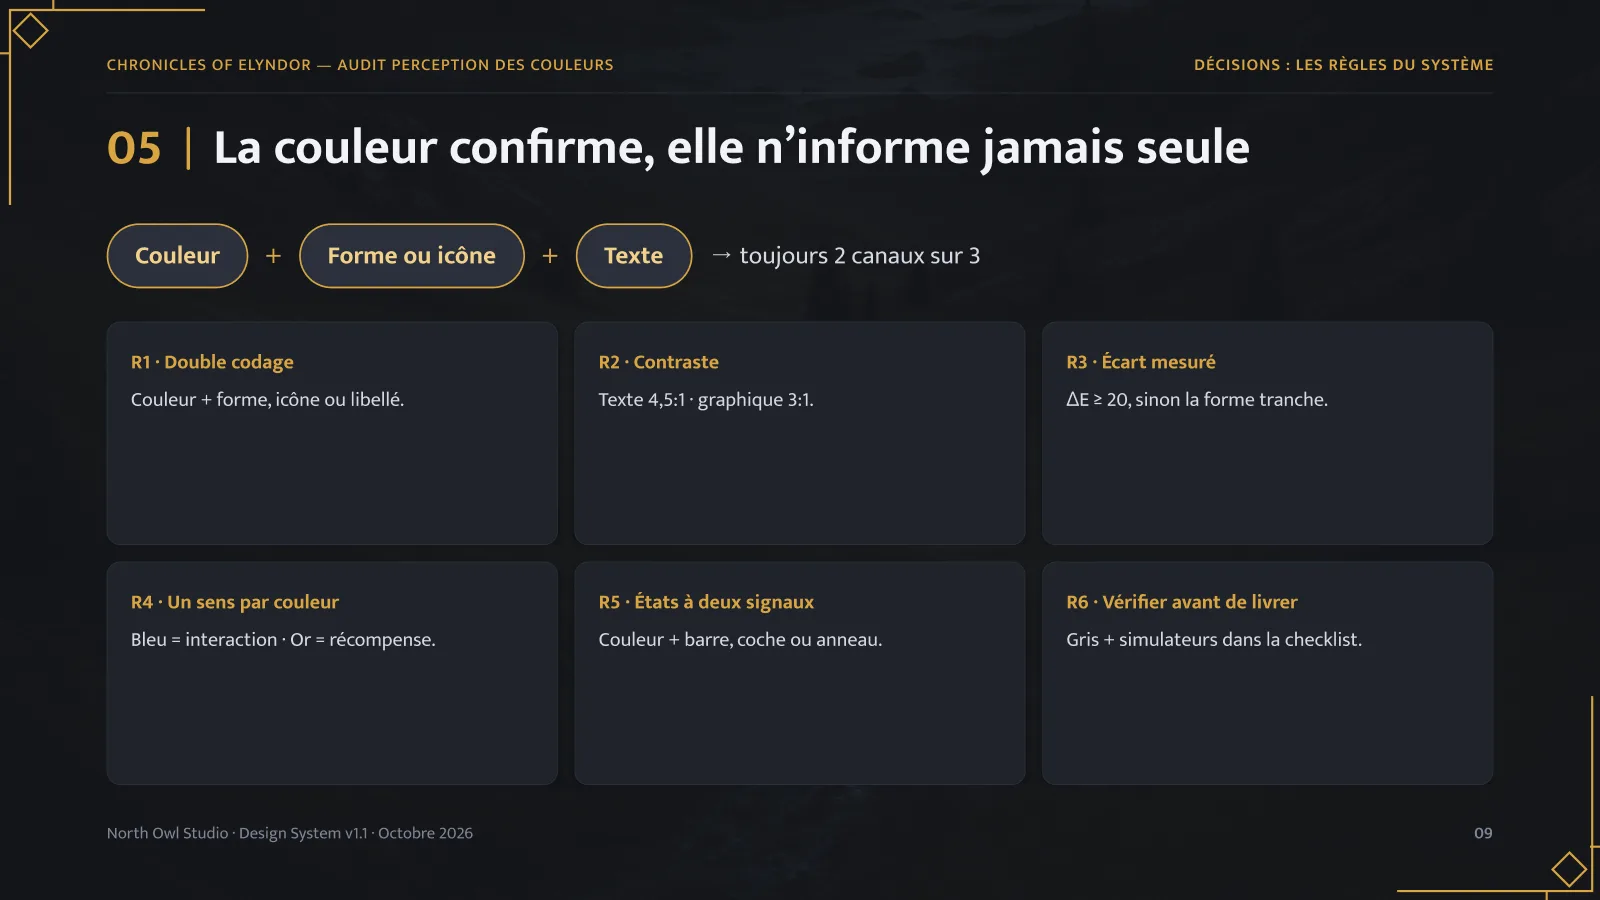 CHRONICLES OF ELYNDOR — AUDIT PERCEPTION DES COULEURS
DÉCISIONS : LES RÈGLES DU SYSTÈME
05 | La couleur confirme, elle n’informe jamais seule
Couleur + Forme ou icône + Texte → toujours 2 canaux sur 3
R1 · Double codage
Couleur + forme, icône ou libellé.
R2 · Contraste
Texte 4,5:1 · graphique 3:1.
R3 · Écart mesuré
ΔE ≥ 20, sinon la forme tranche.
R4 · Un sens par couleur
Bleu = interaction · Or = récompense.
R5 · États à deux signaux
Couleur + barre, coche ou anneau.
R6 · Vérifier avant de livrer
Gris + simulateurs dans la checklist.
North Owl Studio · Design System v1.1 · Octobre 2026
09